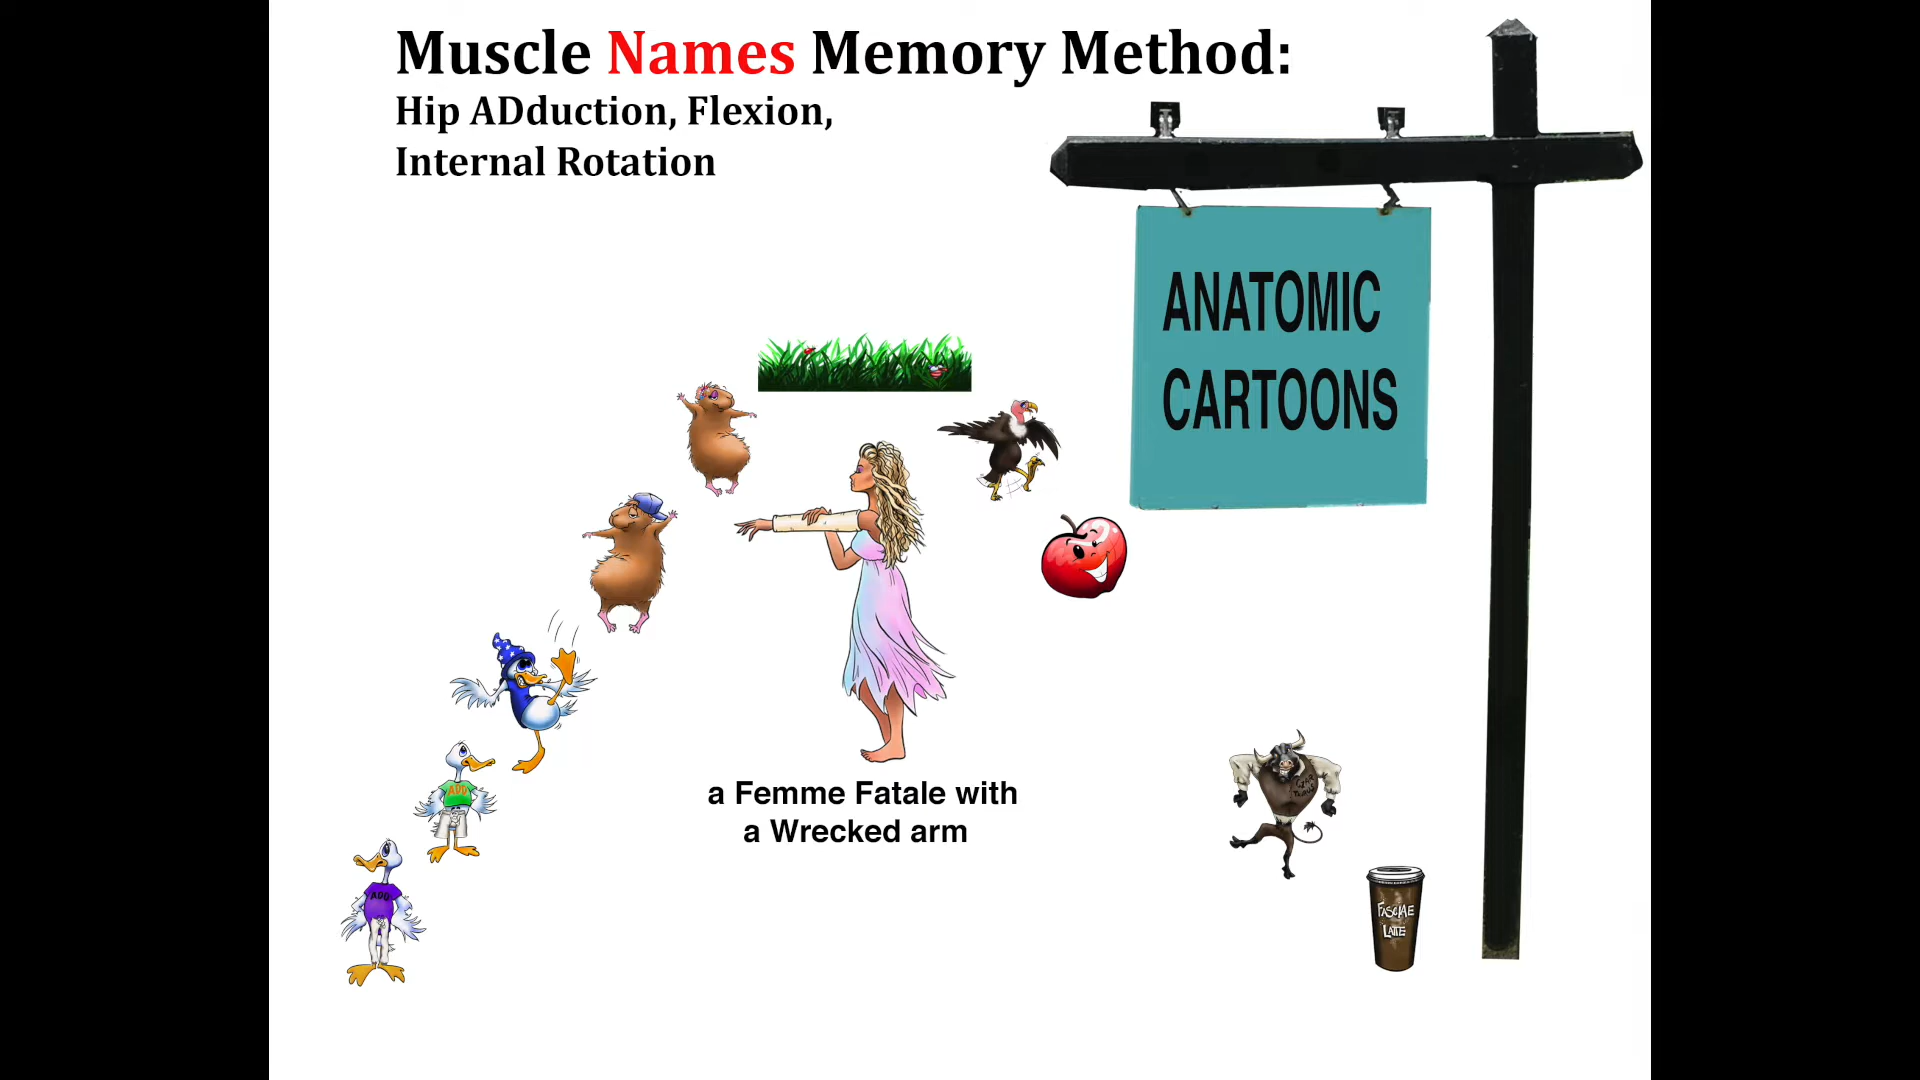 Muscle Names Memory Method:
Hip ADduction, Flexion,
Internal Rotation
ANATOMIC
CARTOONS
a Femme Fatale with
a Wrecked arm
ADD
ADD
FASCIAE
LATTE